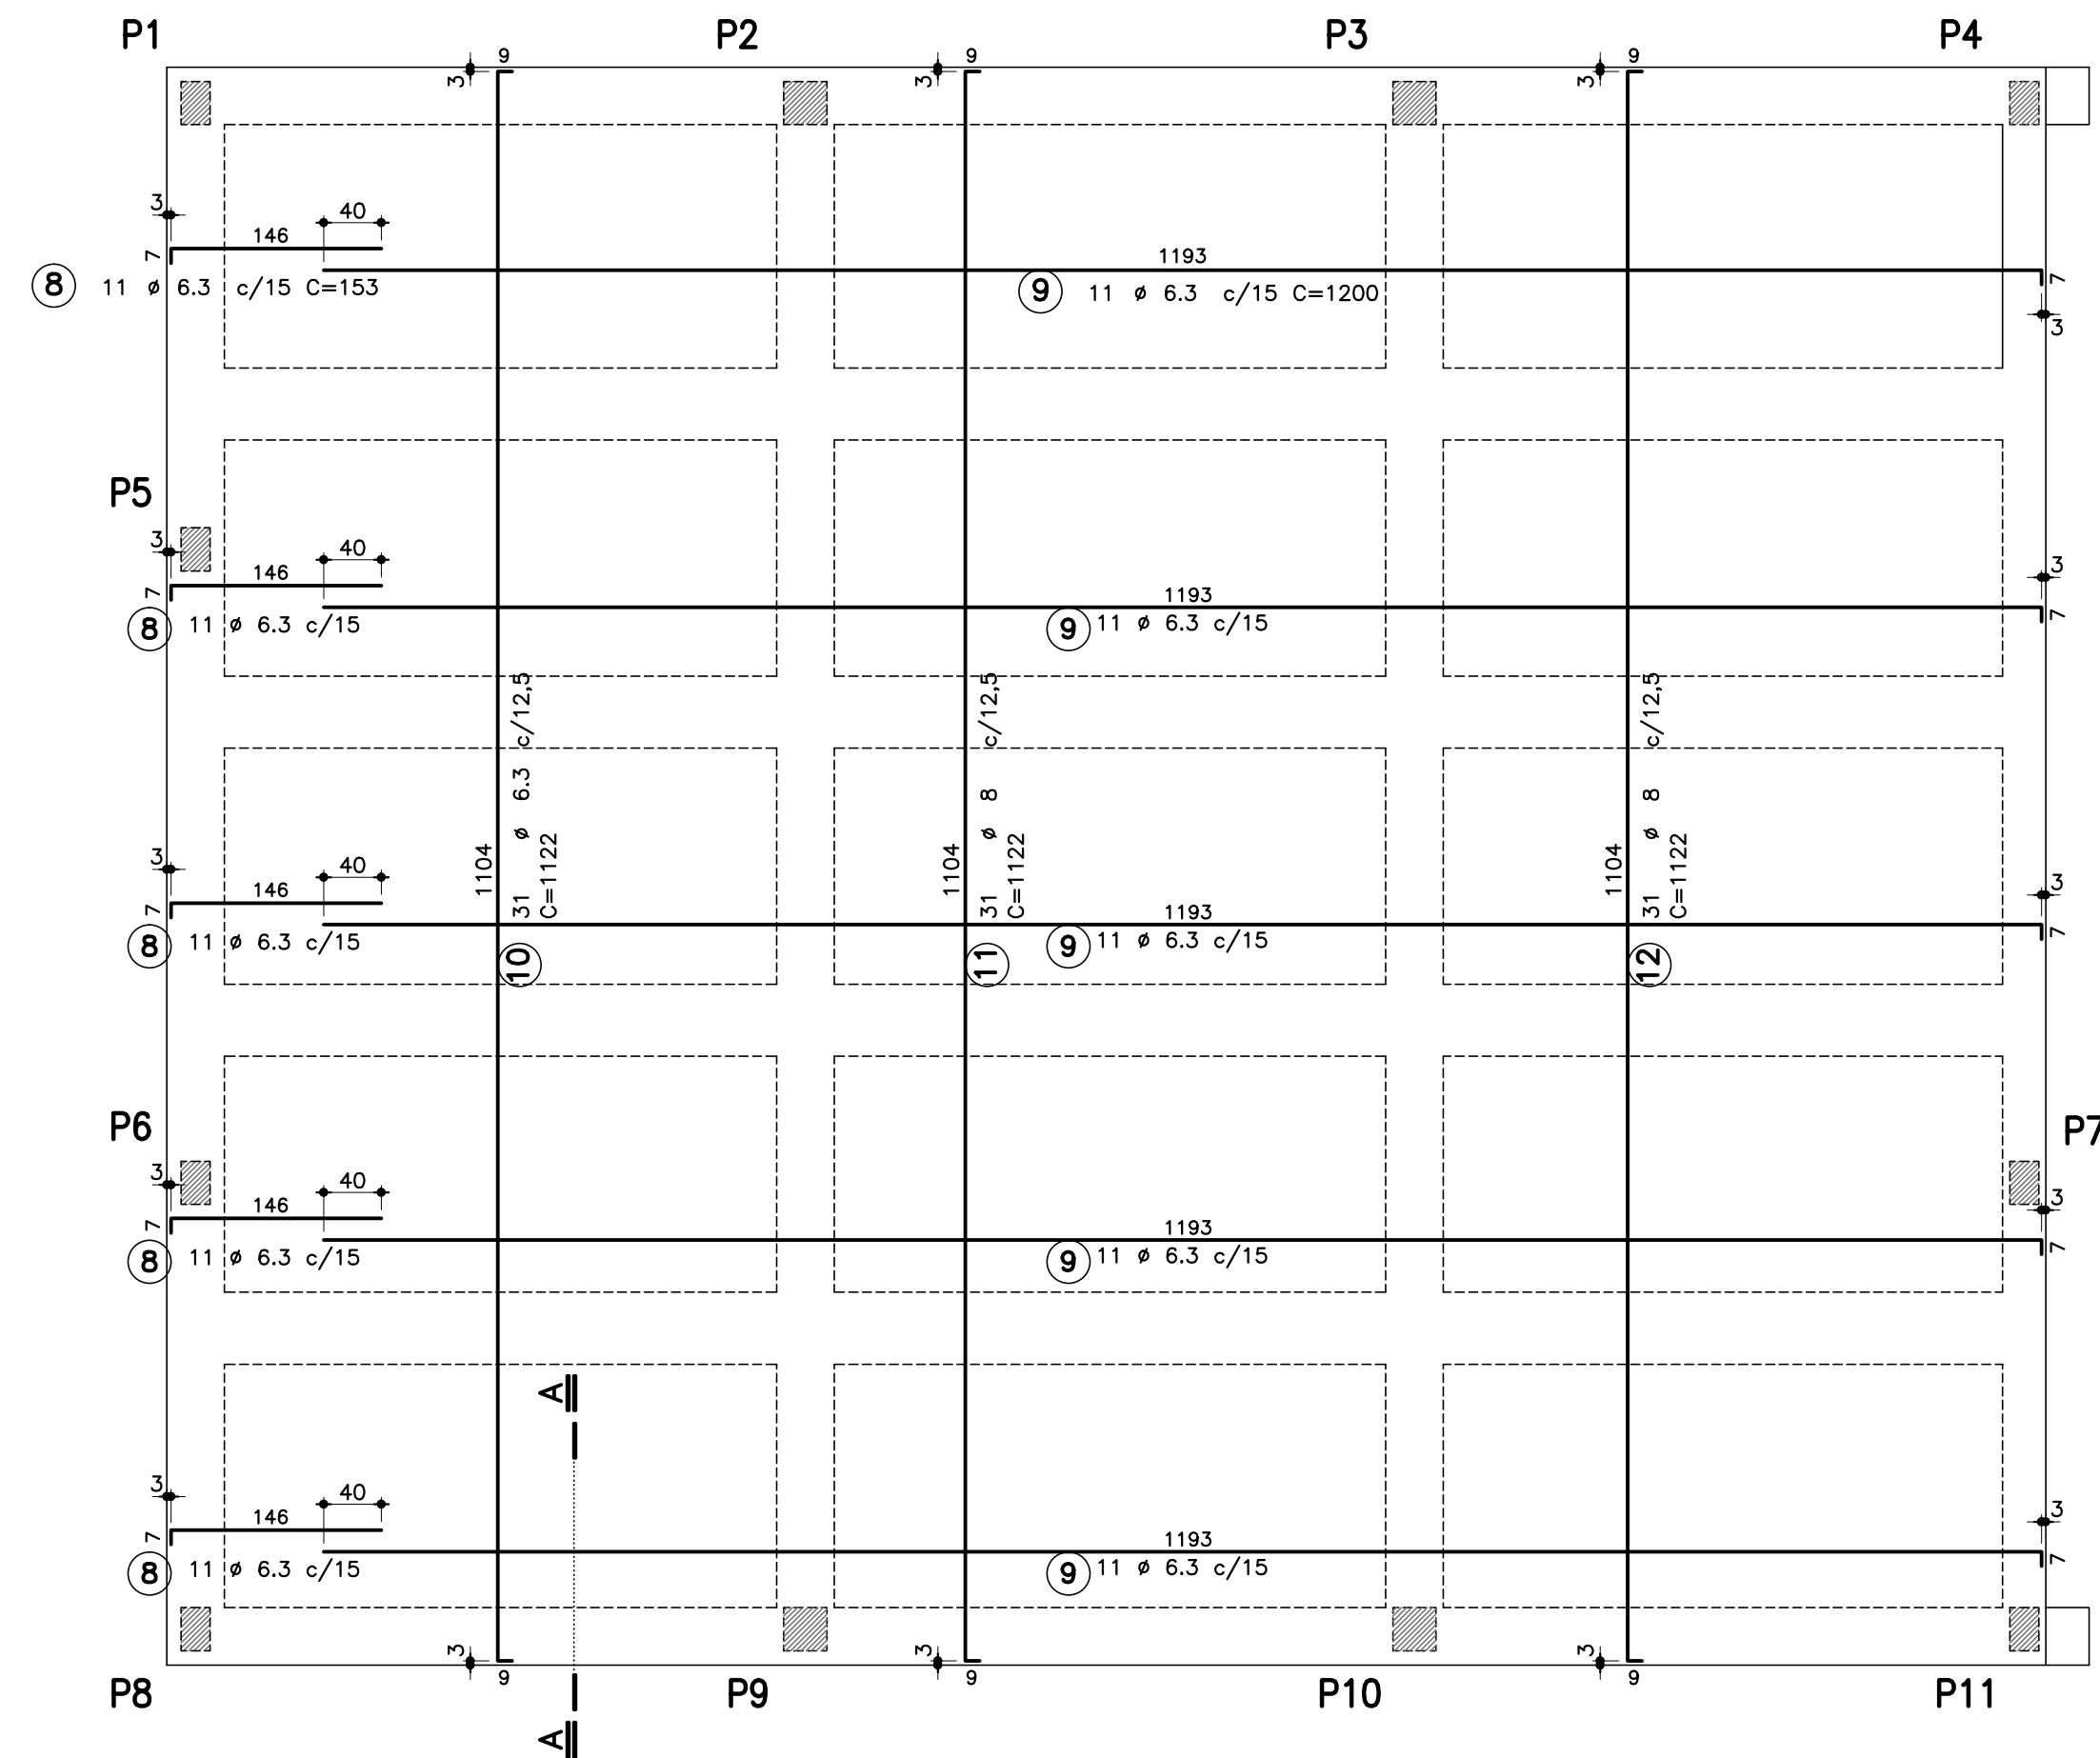 P1 P2 P3 P4
9 9 9
3 3 3
3 40
146 1193
7 7
8 11 ø 6.3 c/15 C=153
9 11 ø 6.3 c/15 C=1200
3
P5
3 40 3
146 1193
7 7
8 11 ø 6.3 c/15
9 11 ø 6.3 c/15
1104
10 31 ø 6.3 c/12,5
C=1122
1104
11 31 ø 8 c/12,5
C=1122
1104
12 31 ø 8 c/12,5
C=1122
3 40 3
146 1193
7 7
8 11 ø 6.3 c/15
9 11 ø 6.3 c/15
P6 P7
3 40 3
146 1193
7 7
8 11 ø 6.3 c/15
9 11 ø 6.3 c/15
A
3 40 3
146 1193
7 7
8 11 ø 6.3 c/15
9 11 ø 6.3 c/15
3 3 3
9 9 9
P8 P9 P10 P11
A